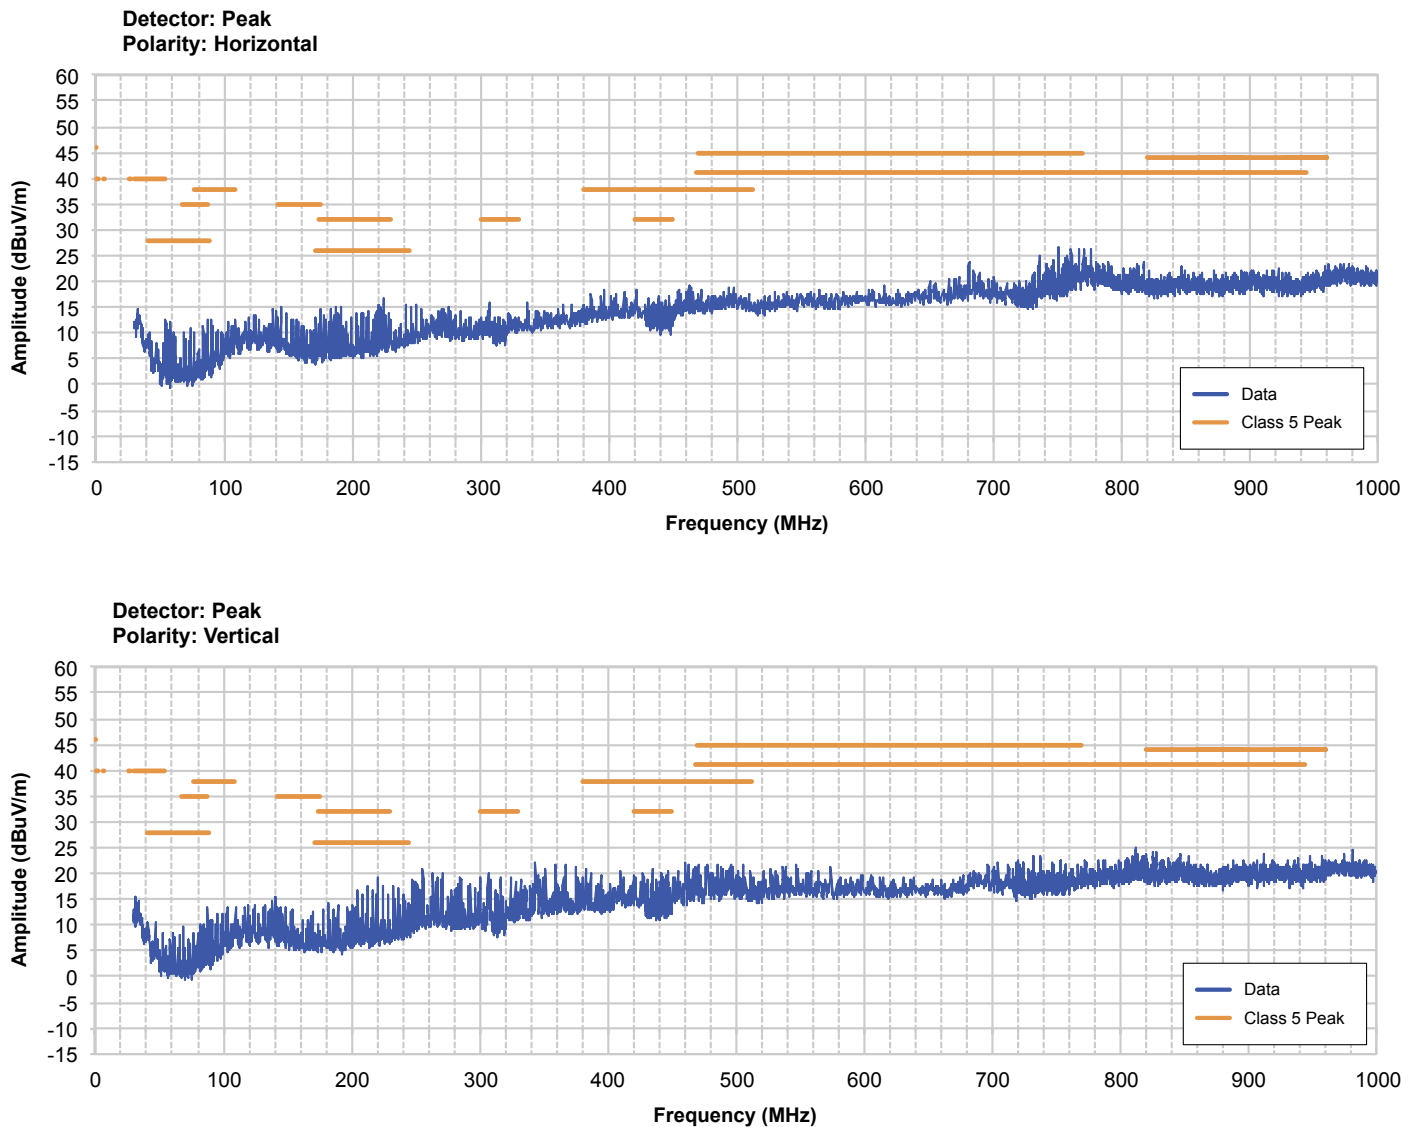 Detector: Peak
Polarity: Horizontal
60
55
50
45
40
35
30
25
20
15
10
5
0
-5
-10
-15
Amplitude (dBuV/m)
Data
Class 5 Peak
0 100 200 300 400 500 600 700 800 900 1000
Frequency (MHz)
Detector: Peak
Polarity: Vertical
60
55
50
45
40
35
30
25
20
15
10
5
0
-5
-10
-15
Amplitude (dBuV/m)
Data
Class 5 Peak
0 100 200 300 400 500 600 700 800 900 1000
Frequency (MHz)